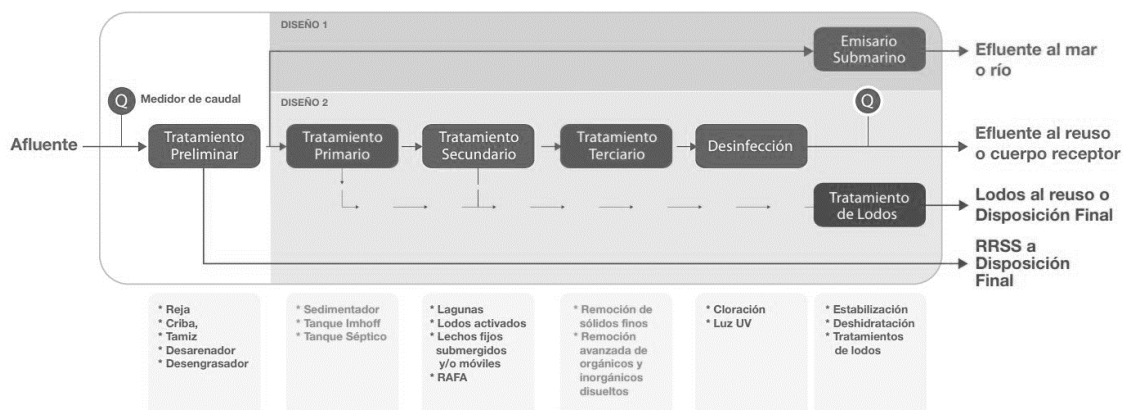 DISEÑO 1
Emisario
Submarino
Efluente al mar
o río
Q
Medidor de caudal
DISEÑO 2
Q
Afluente
Tratamiento
Preliminar
Tratamiento
Primario
Tratamiento
Secundario
Tratamiento
Terciario
Desinfección
Efluente al reuso
o cuerpo receptor
Tratamiento
de Lodos
Lodos al reuso o
Disposición Final
RRSS a
Disposición
Final
* Reja
* Criba,
* Tamiz
* Desarenador
* Desengrasador
* Sedimentador
* Tanque Imhoff
* Tanque Séptico
* Lagunas
* Lodos activados
* Lechos fijos
submergidos
y/o móviles
* RAFA
* Remoción de
sólidos finos
* Remoción
avanzada de
orgánicos y
inorgánicos
disueltos
* Cloración
* Luz UV
* Estabilización
* Deshidratación
* Tratamientos
de lodos